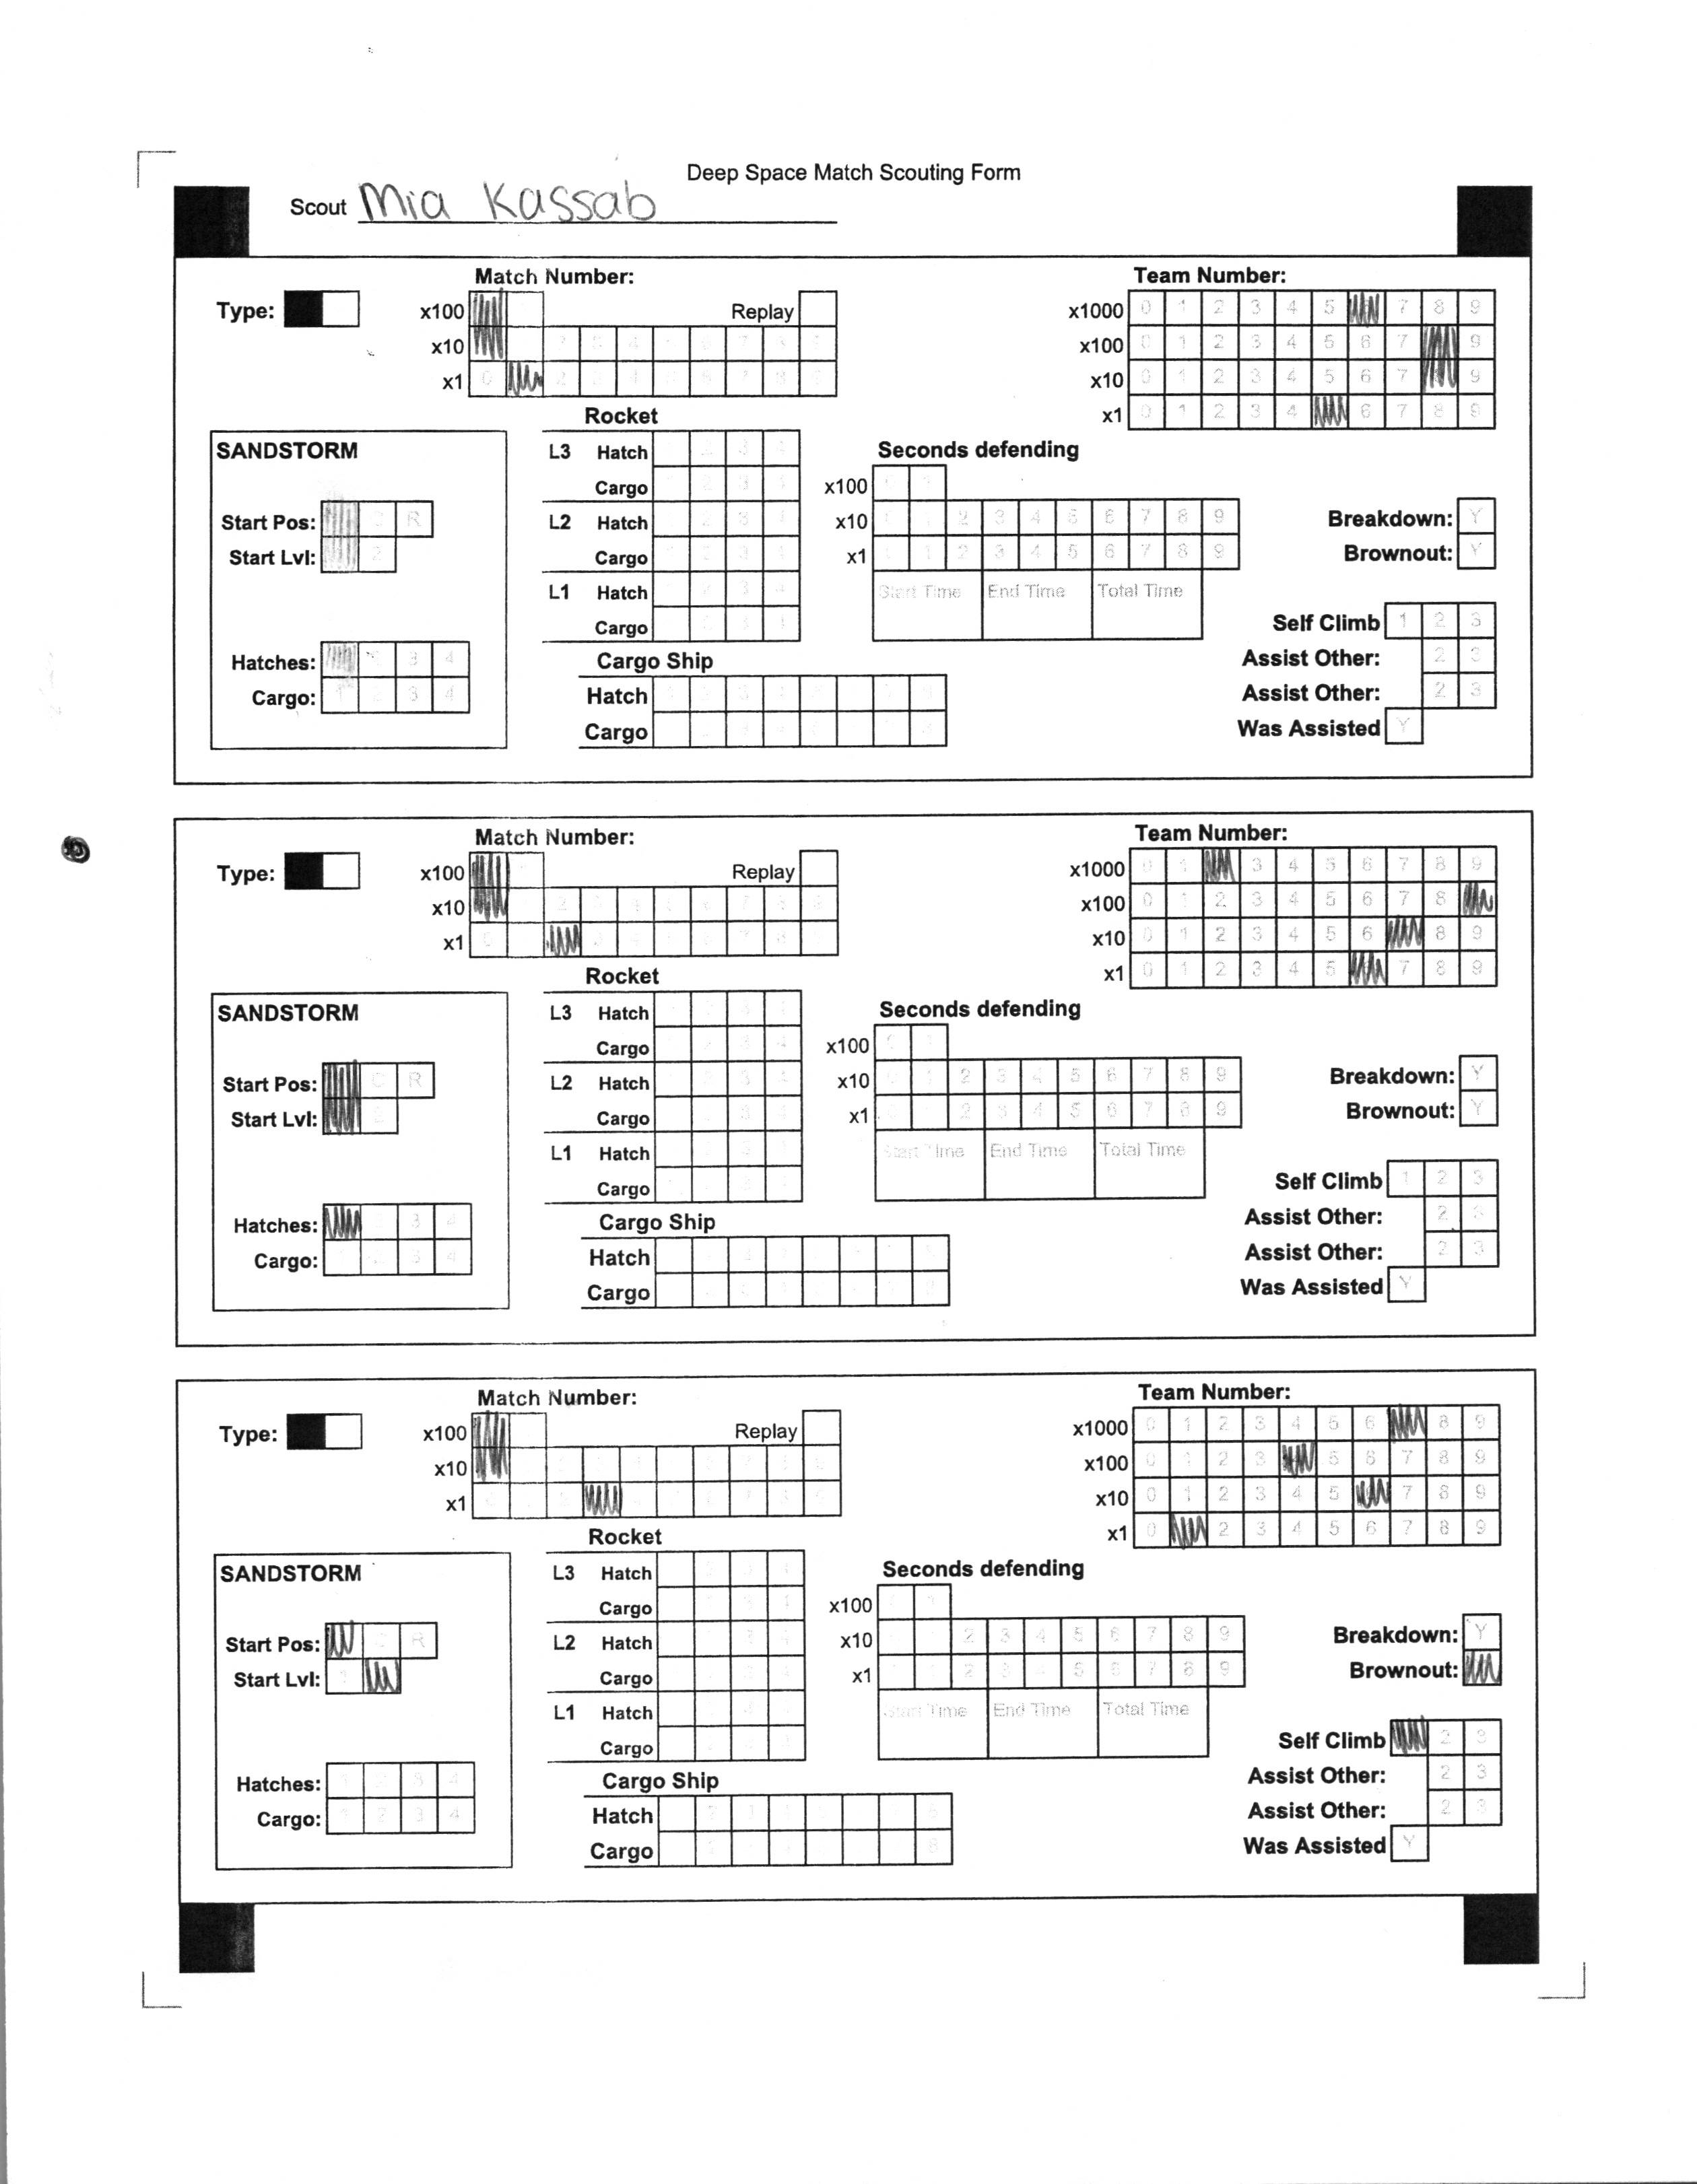 Deep Space Match Scouting Form
Scout Mia Kassab
Match Number:
Team Number:
Type:
x100
Replay
x10
x1
x1000 0 1 2 3 4 5 7 8 9
x100 0 1 2 3 4 5 6 7 9
x10 0 1 2 3 4 5 6 7 9
x1 0 1 2 3 4 6 7 8 9
Rocket
SANDSTORM
L3 Hatch
Cargo
L2 Hatch
Cargo
L1 Hatch
Cargo
Start Pos: R
Start Lvl: 2
Hatches: 3 4
Cargo: 1 2 3 4
Cargo Ship
Hatch
Cargo
Seconds defending
x100
x10 2 3 4 5 6 7 8 9
x1 1 2 3 4 5 6 7 8 9
Start Time End Time Total Time
Breakdown: Y
Brownout: Y
Self Climb 1 2 3
Assist Other: 2 3
Assist Other: 2 3
Was Assisted Y
Match Number:
Team Number:
Type:
x100
Replay
x10
x1
x1000 0 1 3 4 5 6 7 8 9
x100 0 1 2 3 4 5 6 7 8
x10 0 1 2 3 4 5 6 8 9
x1 0 1 2 3 4 5 7 8 9
Rocket
SANDSTORM
L3 Hatch
Cargo
L2 Hatch
Cargo
L1 Hatch
Cargo
Start Pos: C R
Start Lvl:
Hatches: 3 4
Cargo: 3 4
Cargo Ship
Hatch
Cargo
Seconds defending
x100
x10 1 2 3 4 5 6 7 8 9
x1 2 3 4 5 6 7 8 9
Start Time End Time Total Time
Breakdown: Y
Brownout: Y
Self Climb 1 2 3
Assist Other: 2 3
Assist Other: 2 3
Was Assisted Y
Match Number:
Team Number:
Type:
x100
Replay
x10
x1
x1000 0 1 2 3 4 5 6 8 9
x100 0 1 2 3 5 6 7 8 9
x10 0 1 2 3 4 5 7 8 9
x1 0 2 3 4 5 6 7 8 9
Rocket
SANDSTORM
L3 Hatch
Cargo
L2 Hatch
Cargo
L1 Hatch
Cargo
Start Pos: C R
Start Lvl: 1
Hatches: 1 2 3 4
Cargo: 1 2 3 4
Cargo Ship
Hatch
Cargo
Seconds defending
x100
x10 2 3 4 5 6 7 8 9
x1 2 3 4 5 6 7 8 9
Start Time End Time Total Time
Breakdown: Y
Brownout:
Self Climb 2 3
Assist Other: 2 3
Assist Other: 2 3
Was Assisted Y